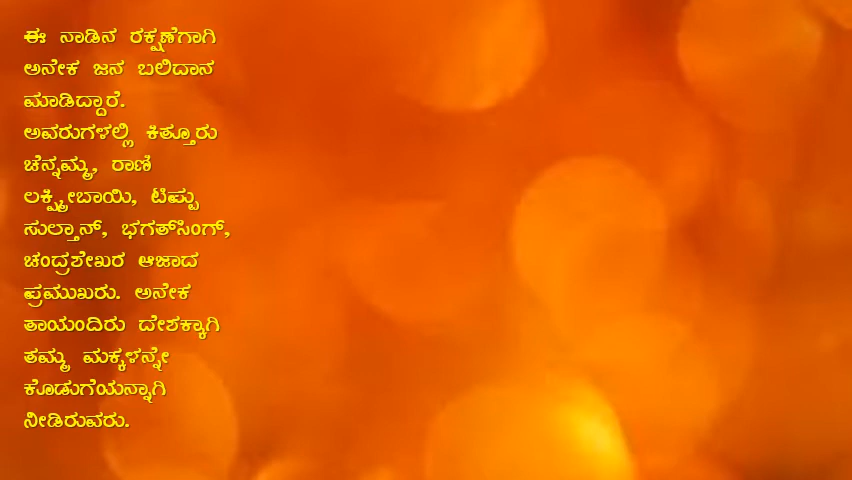 ಈ ನಾಡಿನ ರಕ್ಷಣೆಗಾಗಿ
ಅನೇಕ ಜನ ಬಲಿದಾನ
ಮಾಡಿದ್ದಾರೆ.
ಅವರುಗಳಲ್ಲಿ ಕಿತ್ತೂರು
ಚೆನ್ನಮ್ಮ, ರಾಣಿ
ಲಕ್ಷ್ಮೀಬಾಯಿ, ಟಿಪ್ಪು
ಸುಲ್ತಾನ್, ಭಗತ್‌ಸಿಂಗ್,
ಚಂದ್ರಶೇಖರ ಆಜಾದ
ಪ್ರಮುಖರು. ಅನೇಕ
ತಾಯಂದಿರು ದೇಶಕ್ಕಾಗಿ
ತಮ್ಮ ಮಕ್ಕಳನ್ನೇ
ಕೊಡುಗೆಯನ್ನಾಗಿ
ನೀಡಿರುವರು.